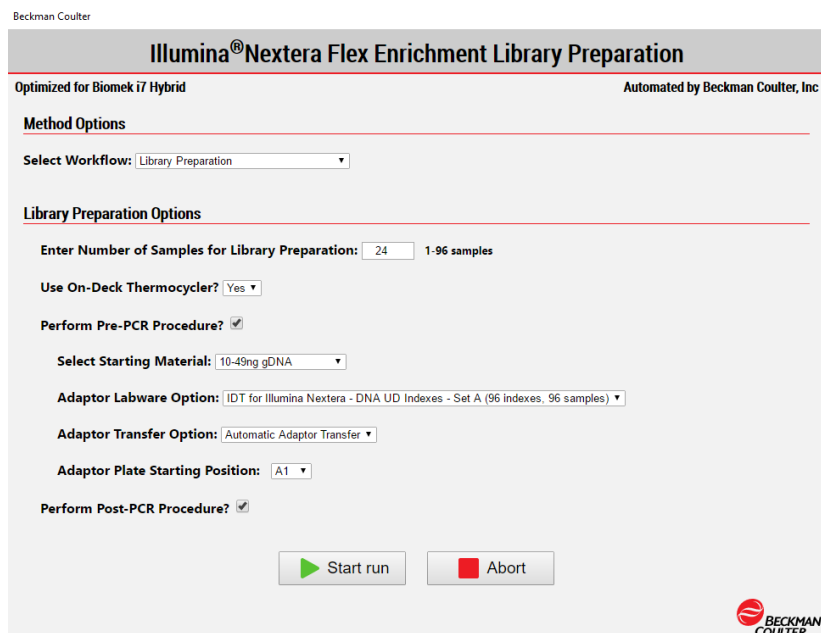 Beckman Coulter
Illumina®Nextera Flex Enrichment Library Preparation
Optimized for Biomek i7 Hybrid Automated by Beckman Coulter, Inc
Method Options
Select Workflow: Library Preparation
Library Preparation Options
Enter Number of Samples for Library Preparation: 24 1-96 samples
Use On-Deck Thermocycler? Yes
Perform Pre-PCR Procedure?
Select Starting Material: 10-49ng gDNA
Adaptor Labware Option: IDT for Illumina Nextera - DNA UD Indexes - Set A (96 indexes, 96 samples)
Adaptor Transfer Option: Automatic Adaptor Transfer
Adaptor Plate Starting Position: A1
Perform Post-PCR Procedure?
Start run Abort
BECKMAN
COULTER